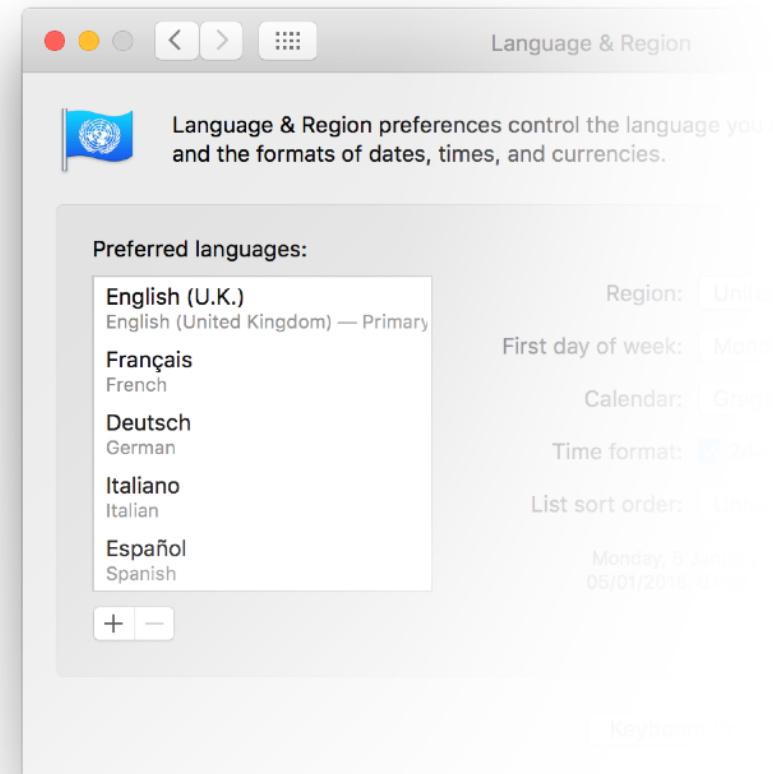 Language & Region
Language & Region preferences control the language you
and the formats of dates, times, and currencies.
Preferred languages:
English (U.K.)
English (United Kingdom) — Primary
Français
French
Deutsch
German
Italiano
Italian
Español
Spanish
+ −
Region:
First day of week:
Calendar:
Time format:
List sort order:
Monday,